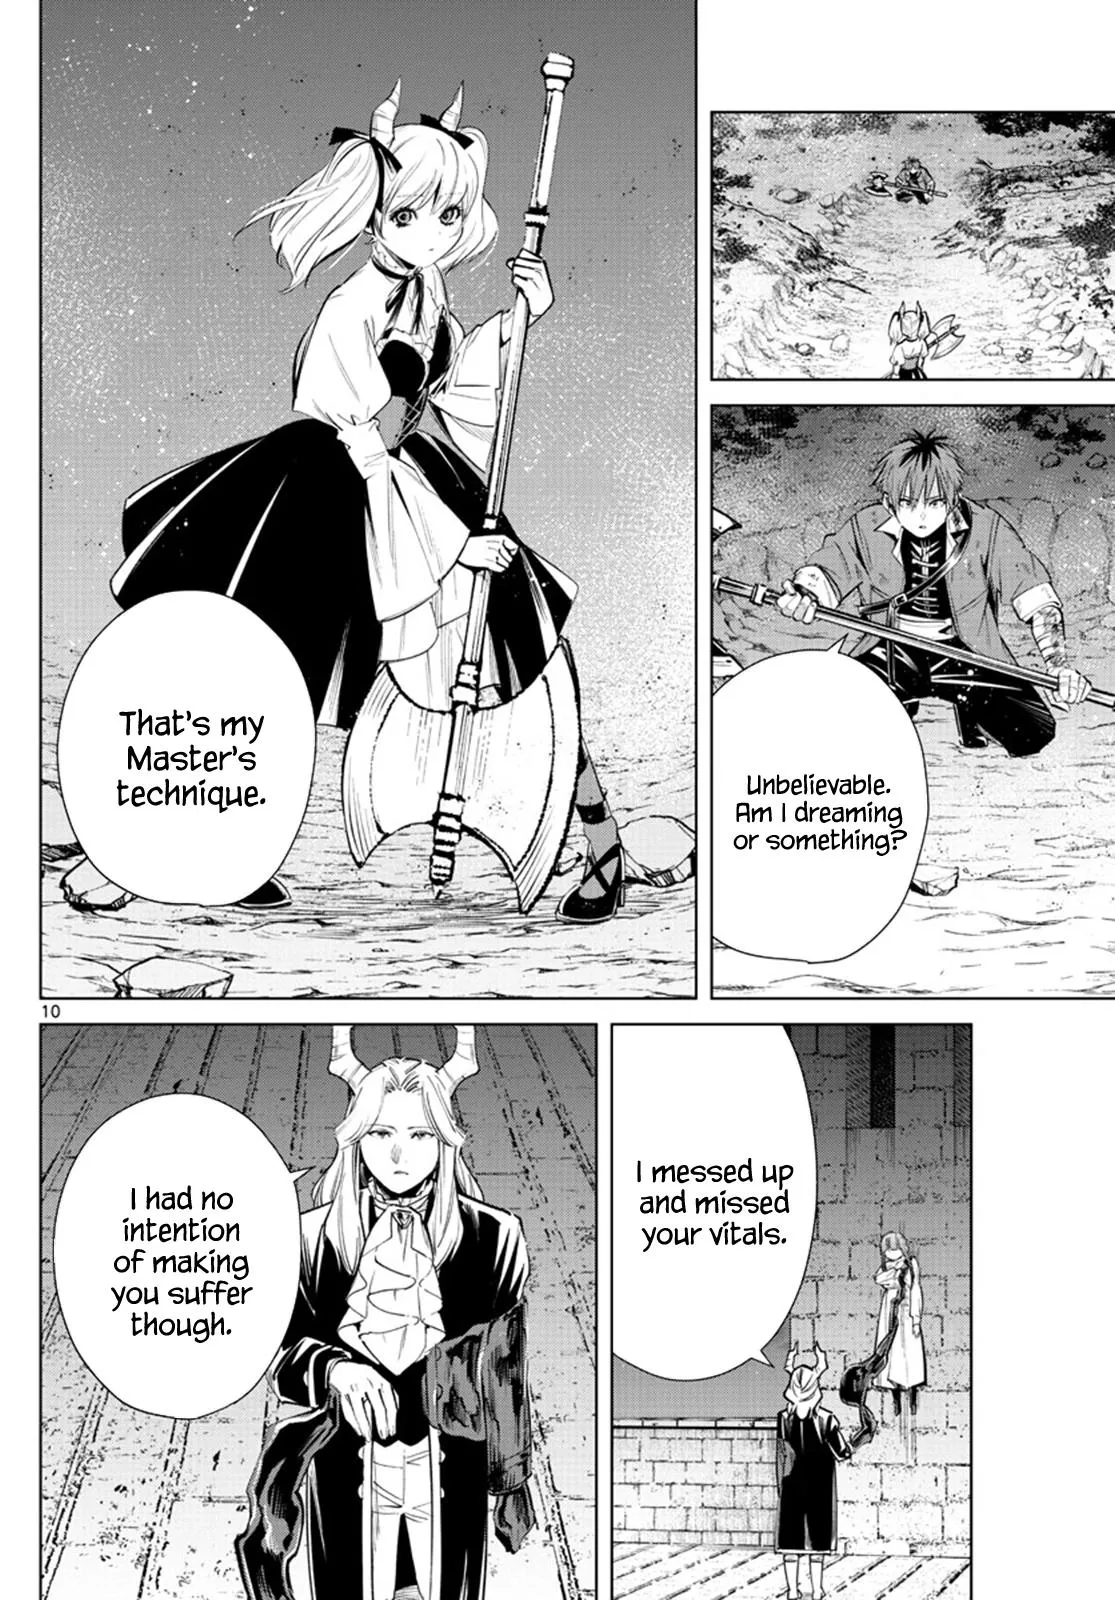 Unbelievable.
Am I dreaming
or something?
That's my
Master's
technique.
10
I messed up
and missed
your vitals.
I had no
intention
of making
you suffer
though.